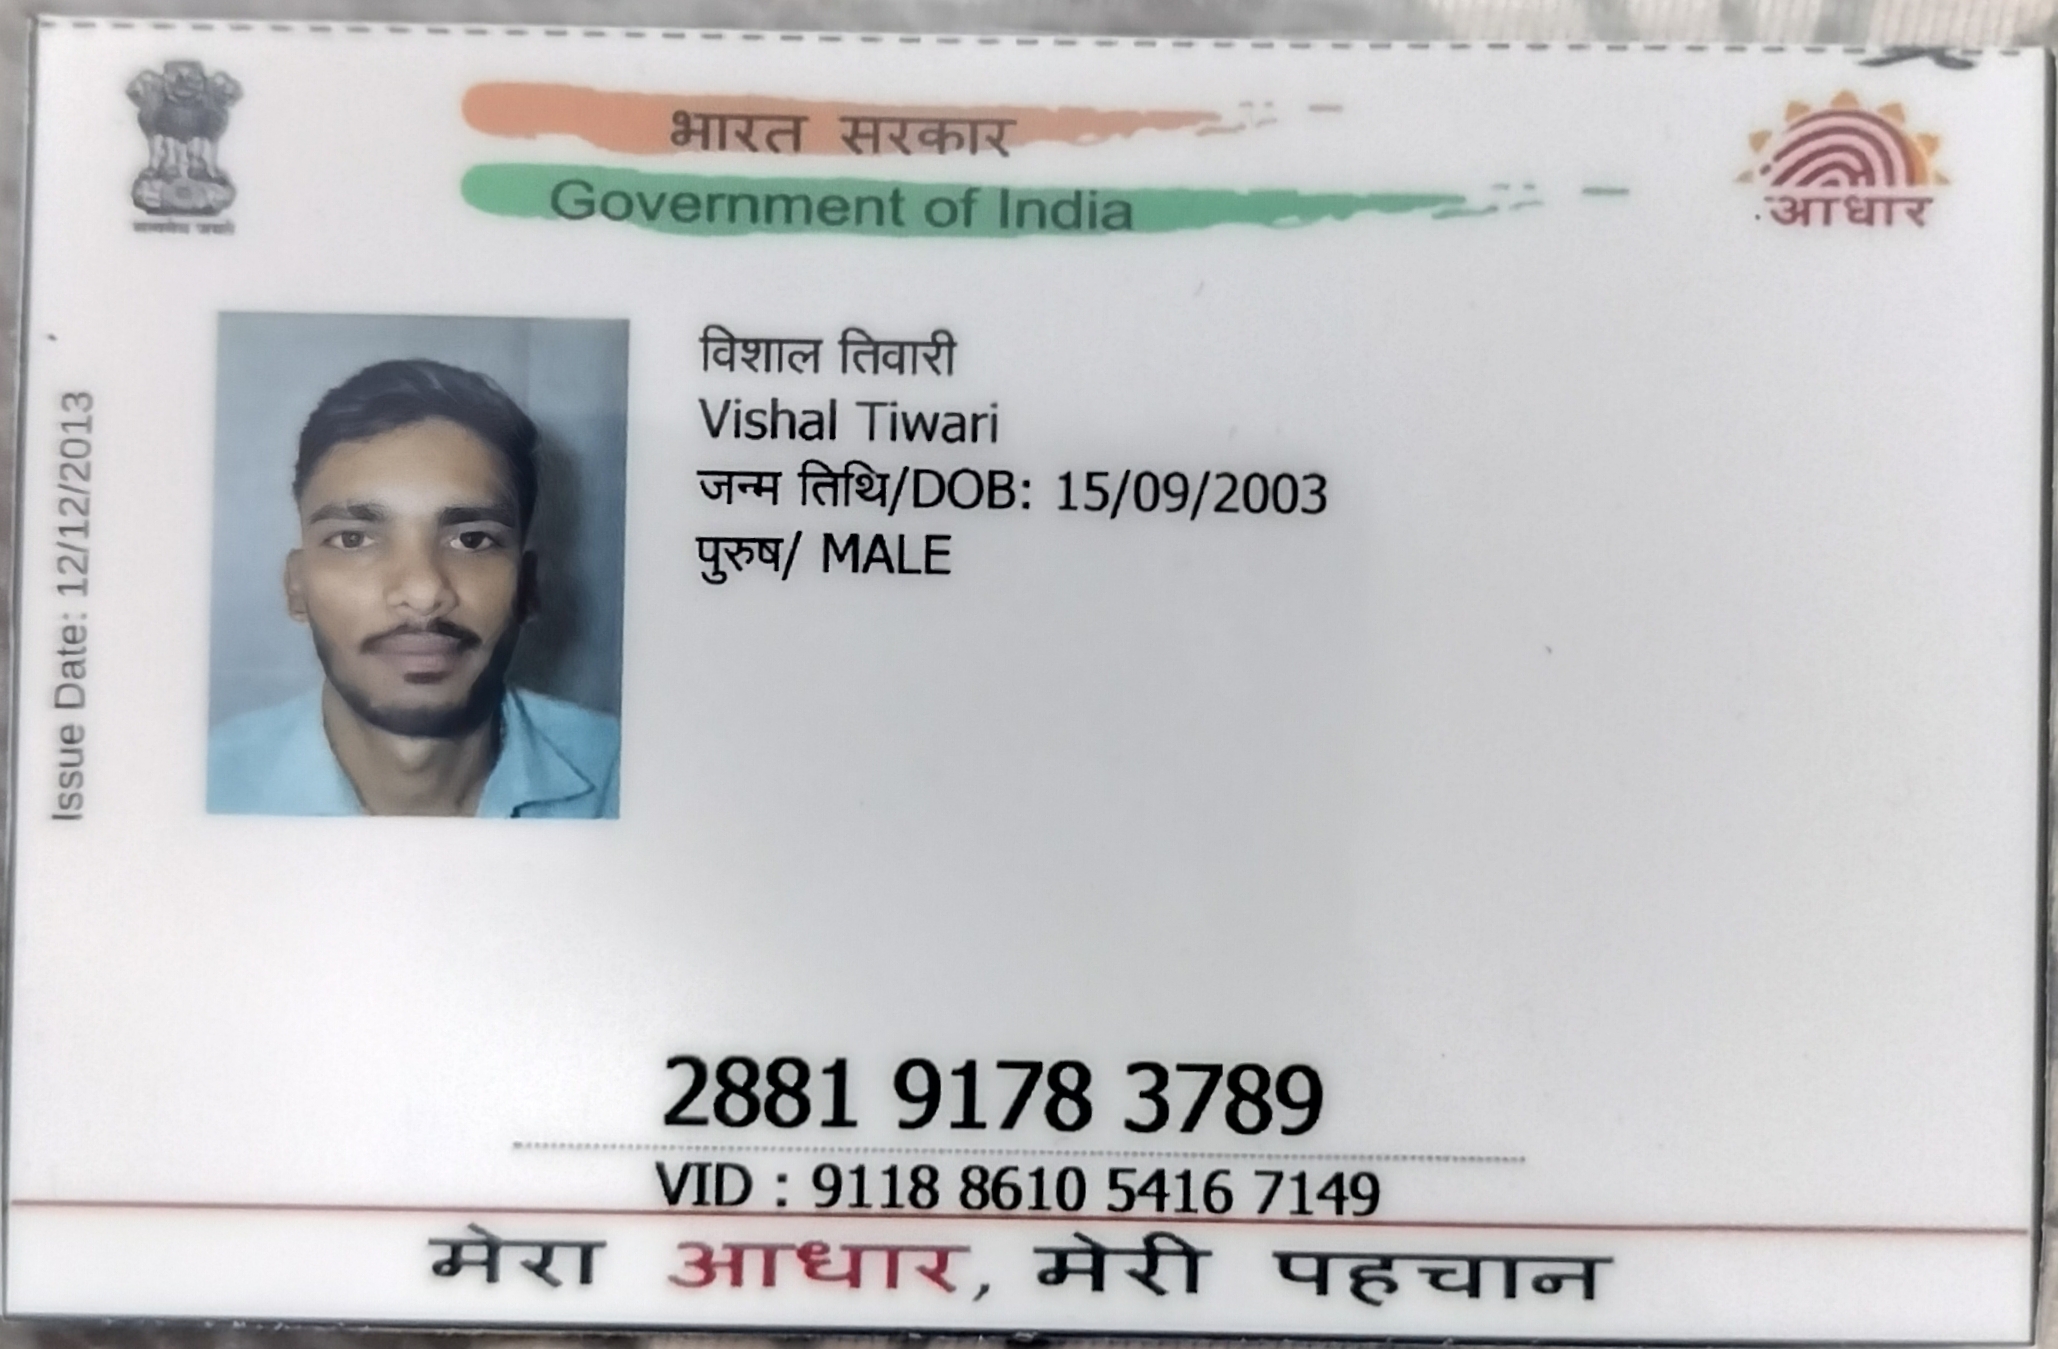 भारत सरकार
Government of India
आधार
सत्यमेव जयते
Issue Date: 12/12/2013
विशाल तिवारी
Vishal Tiwari
जन्म तिथि/DOB: 15/09/2003
पुरुष/ MALE
2881 9178 3789
VID : 9118 8610 5416 7149
मेरा आधार, मेरी पहचान